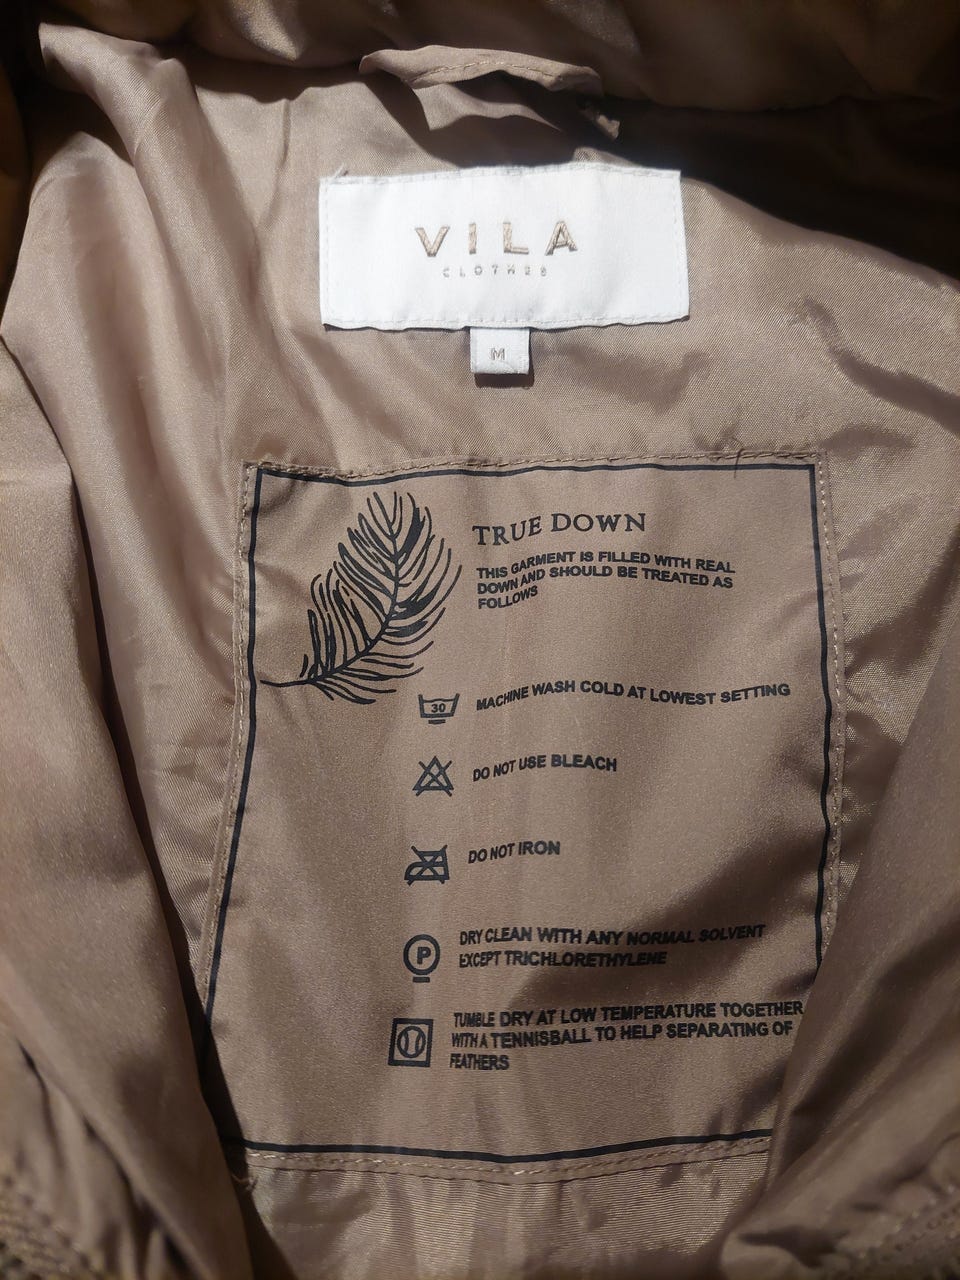 VILA
CLOTHES
M
TRUE DOWN
THIS GARMENT IS FILLED WITH REAL
DOWN AND SHOULD BE TREATED AS
FOLLOWS
30
MACHINE WASH COLD AT LOWEST SETTING
DO NOT USE BLEACH
DO NOT IRON
P
DRY CLEAN WITH ANY NORMAL SOLVENT
EXCEPT TRICHLORETHYLENE
TUMBLE DRY AT LOW TEMPERATURE TOGETHER
WITH A TENNISBALL TO HELP SEPARATING OF
FEATHERS